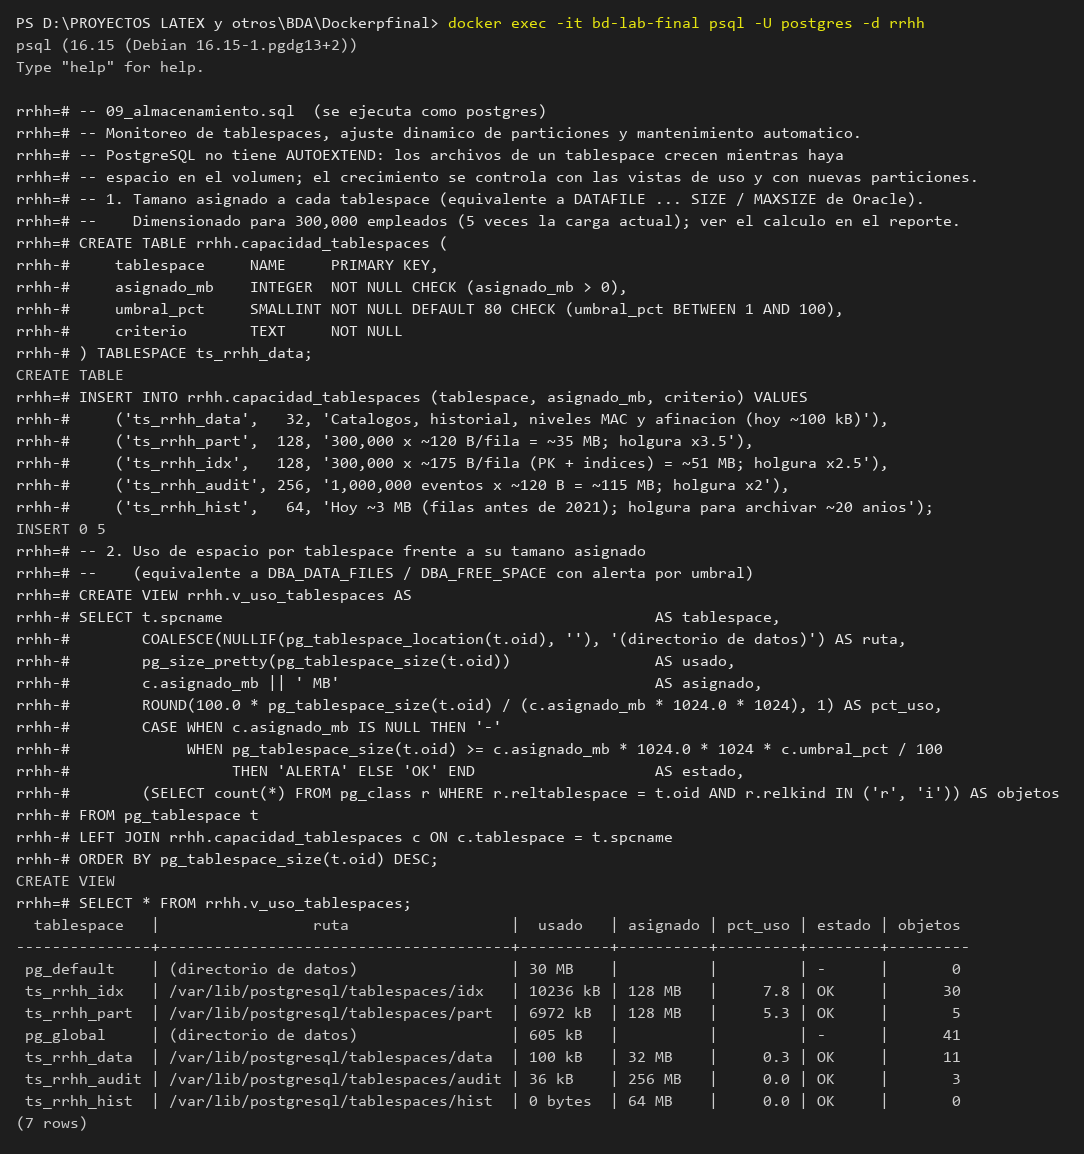 PS D:\PROYECTOS LATEX y otros\BDA\Dockerpfinal> docker exec -it bd-lab-final psql -U postgres -d rrhh
psql (16.15 (Debian 16.15-1.pgdg13+2))
Type "help" for help.
rrhh=# -- 09_almacenamiento.sql  (se ejecuta como postgres)
rrhh=# -- Monitoreo de tablespaces, ajuste dinamico de particiones y mantenimiento automatico.
rrhh=# -- PostgreSQL no tiene AUTOEXTEND: los archivos de un tablespace crecen mientras haya
rrhh=# -- espacio en el volumen; el crecimiento se controla con las vistas de uso y con nuevas particiones.
rrhh=# -- 1. Tamano asignado a cada tablespace (equivalente a DATAFILE ... SIZE / MAXSIZE de Oracle).
rrhh=# --    Dimensionado para 300,000 empleados (5 veces la carga actual); ver el calculo en el reporte.
rrhh=# CREATE TABLE rrhh.capacidad_tablespaces (
rrhh-#     tablespace     NAME     PRIMARY KEY,
rrhh-#     asignado_mb    INTEGER  NOT NULL CHECK (asignado_mb > 0),
rrhh-#     umbral_pct     SMALLINT NOT NULL DEFAULT 80 CHECK (umbral_pct BETWEEN 1 AND 100),
rrhh-#     criterio       TEXT     NOT NULL
rrhh-# ) TABLESPACE ts_rrhh_data;
CREATE TABLE
rrhh=# INSERT INTO rrhh.capacidad_tablespaces (tablespace, asignado_mb, criterio) VALUES
rrhh-#     ('ts_rrhh_data',   32, 'Catalogos, historial, niveles MAC y afinacion (hoy ~100 kB)'),
rrhh-#     ('ts_rrhh_part',  128, '300,000 x ~120 B/fila = ~35 MB; holgura x3.5'),
rrhh-#     ('ts_rrhh_idx',   128, '300,000 x ~175 B/fila (PK + indices) = ~51 MB; holgura x2.5'),
rrhh-#     ('ts_rrhh_audit', 256, '1,000,000 eventos x ~120 B = ~115 MB; holgura x2'),
rrhh-#     ('ts_rrhh_hist',   64, 'Hoy ~3 MB (filas antes de 2021); holgura para archivar ~20 anios');
INSERT 0 5
rrhh=# -- 2. Uso de espacio por tablespace frente a su tamano asignado
rrhh=# --    (equivalente a DBA_DATA_FILES / DBA_FREE_SPACE con alerta por umbral)
rrhh=# CREATE VIEW rrhh.v_uso_tablespaces AS
rrhh-# SELECT t.spcname                                                AS tablespace,
rrhh-#        COALESCE(NULLIF(pg_tablespace_location(t.oid), ''), '(directorio de datos)') AS ruta,
rrhh-#        pg_size_pretty(pg_tablespace_size(t.oid))                AS usado,
rrhh-#        c.asignado_mb || ' MB'                                   AS asignado,
rrhh-#        ROUND(100.0 * pg_tablespace_size(t.oid) / (c.asignado_mb * 1024.0 * 1024), 1) AS pct_uso,
rrhh-#        CASE WHEN c.asignado_mb IS NULL THEN '-'
rrhh-#             WHEN pg_tablespace_size(t.oid) >= c.asignado_mb * 1024.0 * 1024 * c.umbral_pct / 100
rrhh-#                  THEN 'ALERTA' ELSE 'OK' END                    AS estado,
rrhh-#        (SELECT count(*) FROM pg_class r WHERE r.reltablespace = t.oid AND r.relkind IN ('r', 'i')) AS objetos
rrhh-# FROM pg_tablespace t
rrhh-# LEFT JOIN rrhh.capacidad_tablespaces c ON c.tablespace = t.spcname
rrhh-# ORDER BY pg_tablespace_size(t.oid) DESC;
CREATE VIEW
rrhh=# SELECT * FROM rrhh.v_uso_tablespaces;
  tablespace   |                 ruta                  |  usado   | asignado | pct_uso | estado | objetos
---------------+---------------------------------------+----------+----------+---------+--------+---------
 pg_default    | (directorio de datos)                 | 30 MB    |          |         | -      |       0
 ts_rrhh_idx   | /var/lib/postgresql/tablespaces/idx   | 10236 kB | 128 MB   |     7.8 | OK     |      30
 ts_rrhh_part  | /var/lib/postgresql/tablespaces/part  | 6972 kB  | 128 MB   |     5.3 | OK     |       5
 pg_global     | (directorio de datos)                 | 605 kB   |          |         | -      |      41
 ts_rrhh_data  | /var/lib/postgresql/tablespaces/data  | 100 kB   | 32 MB    |     0.3 | OK     |      11
 ts_rrhh_audit | /var/lib/postgresql/tablespaces/audit | 36 kB    | 256 MB   |     0.0 | OK     |       3
 ts_rrhh_hist  | /var/lib/postgresql/tablespaces/hist  | 0 bytes  | 64 MB    |     0.0 | OK     |       0
(7 rows)